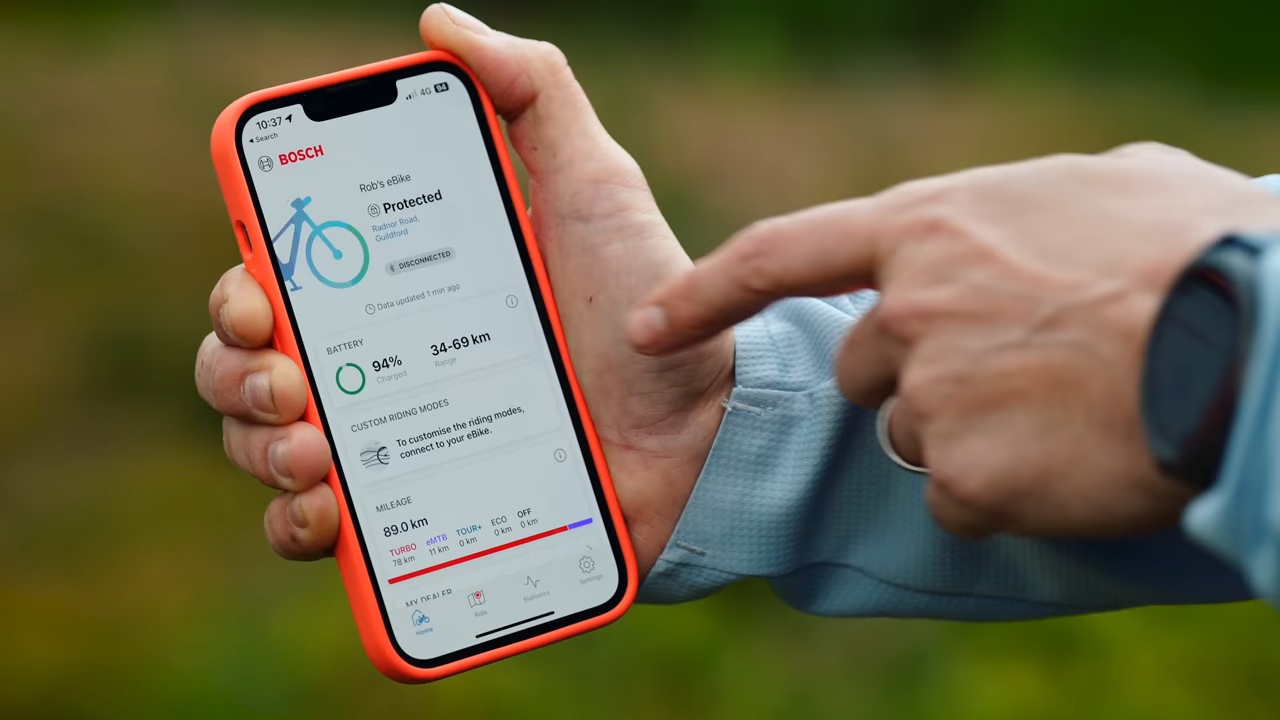 10:37
4G 94
Search
BOSCH
Rob's eBike
Protected
Radnor Road,
Guildford
DISCONNECTED
Data updated 1 min ago
BATTERY
94%
Charged
34-69 km
Range
CUSTOM RIDING MODES
To customise the riding modes,
connect to your eBike.
MILEAGE
89.0 km
TURBO eMTB TOUR+ ECO OFF
78 km 11 km 0 km 0 km 0 km
MY DEALER
Home Ride Statistics Settings